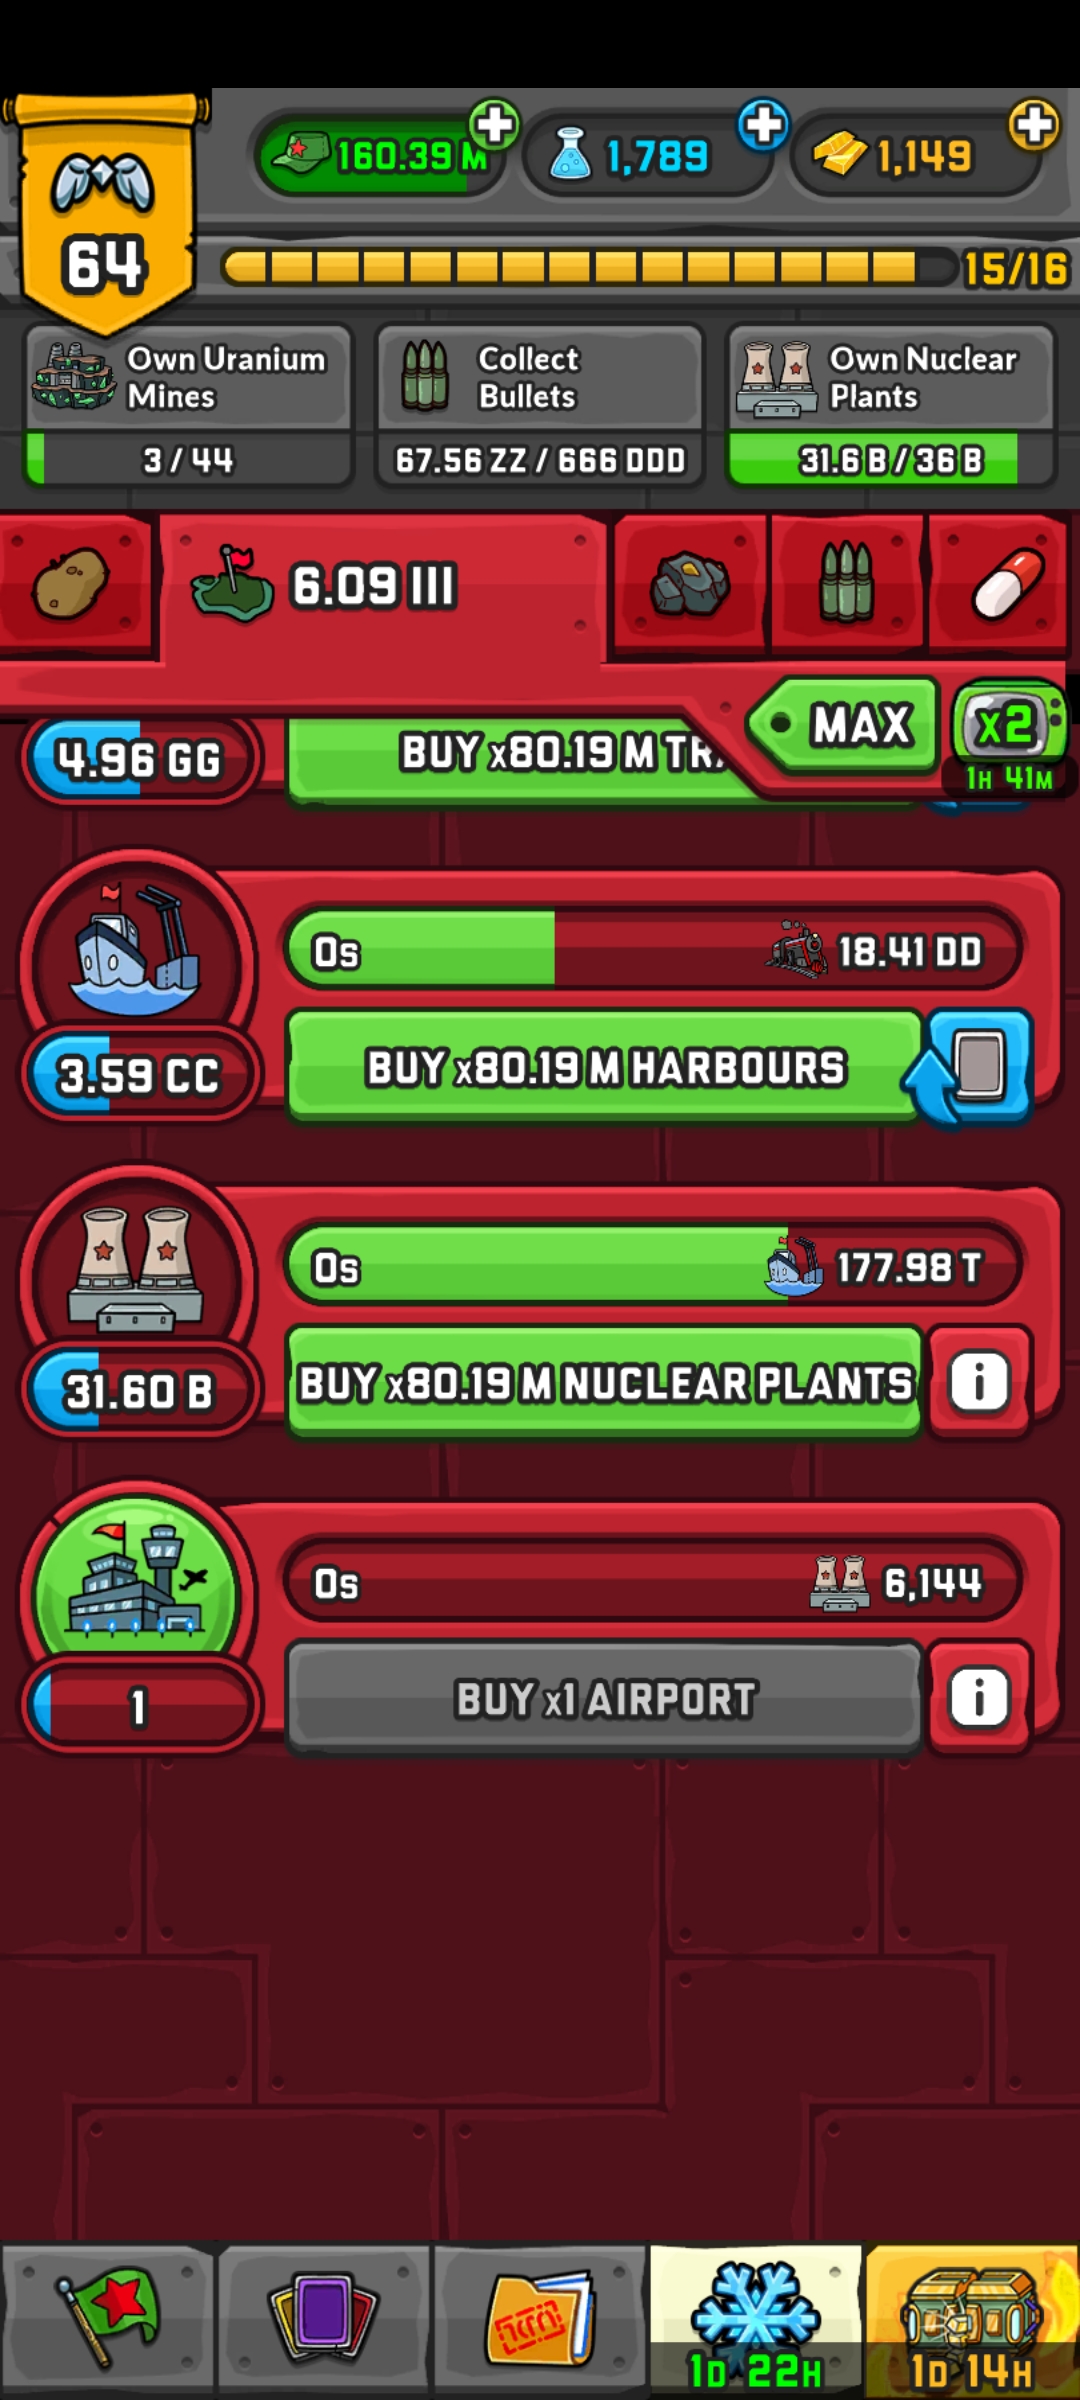 160.39 M
1,789
1,149
64
15/16
Own Uranium
Mines
3 / 44
Collect
Bullets
67.56 ZZ / 666 DDD
Own Nuclear
Plants
31.6 B / 36 B
6.09 III
MAX
x2
1H 41M
4.96 GG
BUY x80.19 M
0s
18.41 DD
3.59 CC
BUY x80.19 M HARBOURS
0s
177.98 T
31.60 B
BUY x80.19 M NUCLEAR PLANTS
i
0s
6,144
1
BUY x1 AIRPORT
i
1D 22H
1D 14H